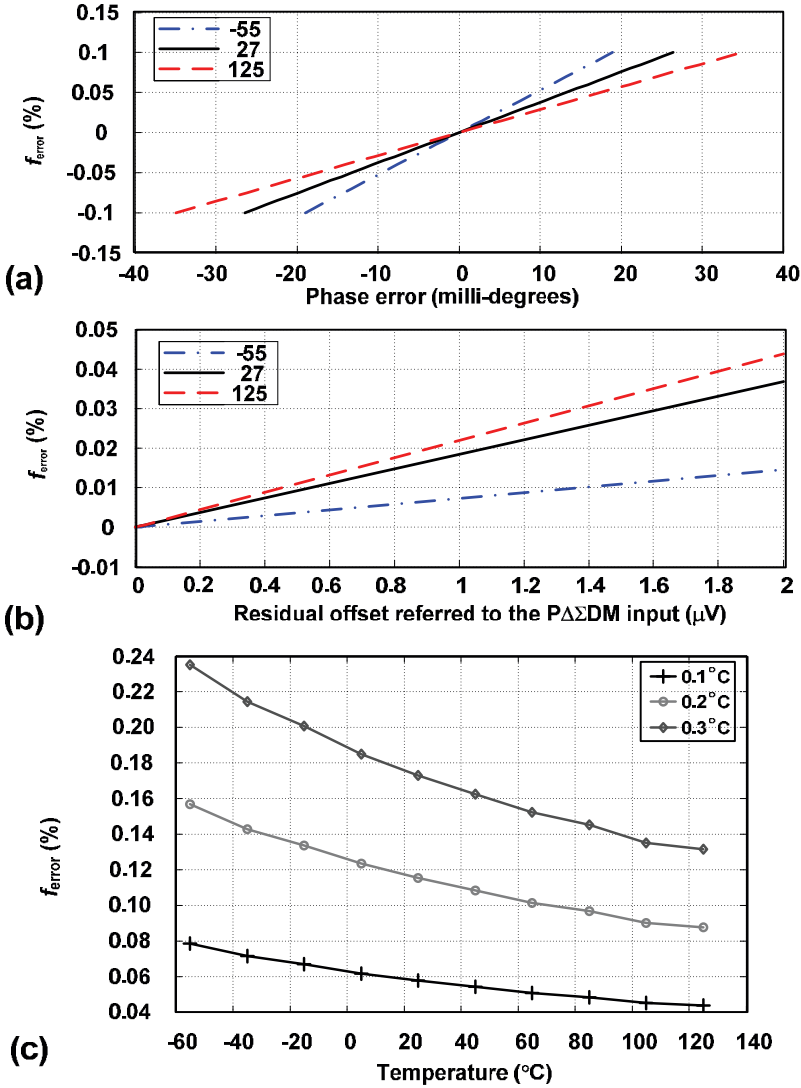 -55
27
125
0.15
0.1
0.05
0
-0.05
-0.1
-0.15
f error (%)
-40 -30 -20 -10 0 10 20 30 40
Phase error (milli-degrees)
(a)
-55
27
125
0.05
0.04
0.03
0.02
0.01
0
-0.01
f error (%)
0 0.2 0.4 0.6 0.8 1 1.2 1.4 1.6 1.8 2
Residual offset referred to the PΔΣDM input (μV)
(b)
0.1°C
0.2°C
0.3°C
0.24
0.22
0.20
0.18
0.16
0.14
0.12
0.10
0.08
0.06
0.04
f error (%)
-60 -40 -20 0 20 40 60 80 100 120 140
Temperature (°C)
(c)